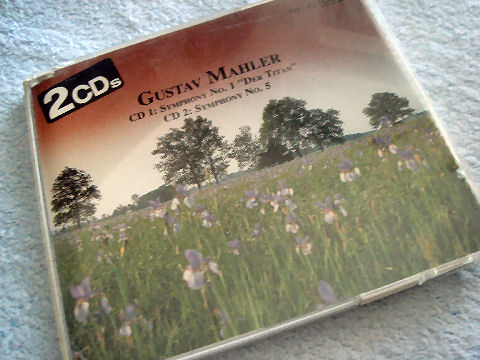 2CDs
GUSTAV MAHLER
CD 1: SYMPHONY NO. 1 "DER TITAN"
CD 2: SYMPHONY NO. 5